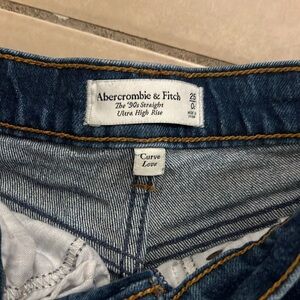 Abercrombie & Fitch
The '90s Straight
Ultra High Rise
25
Curve
Love